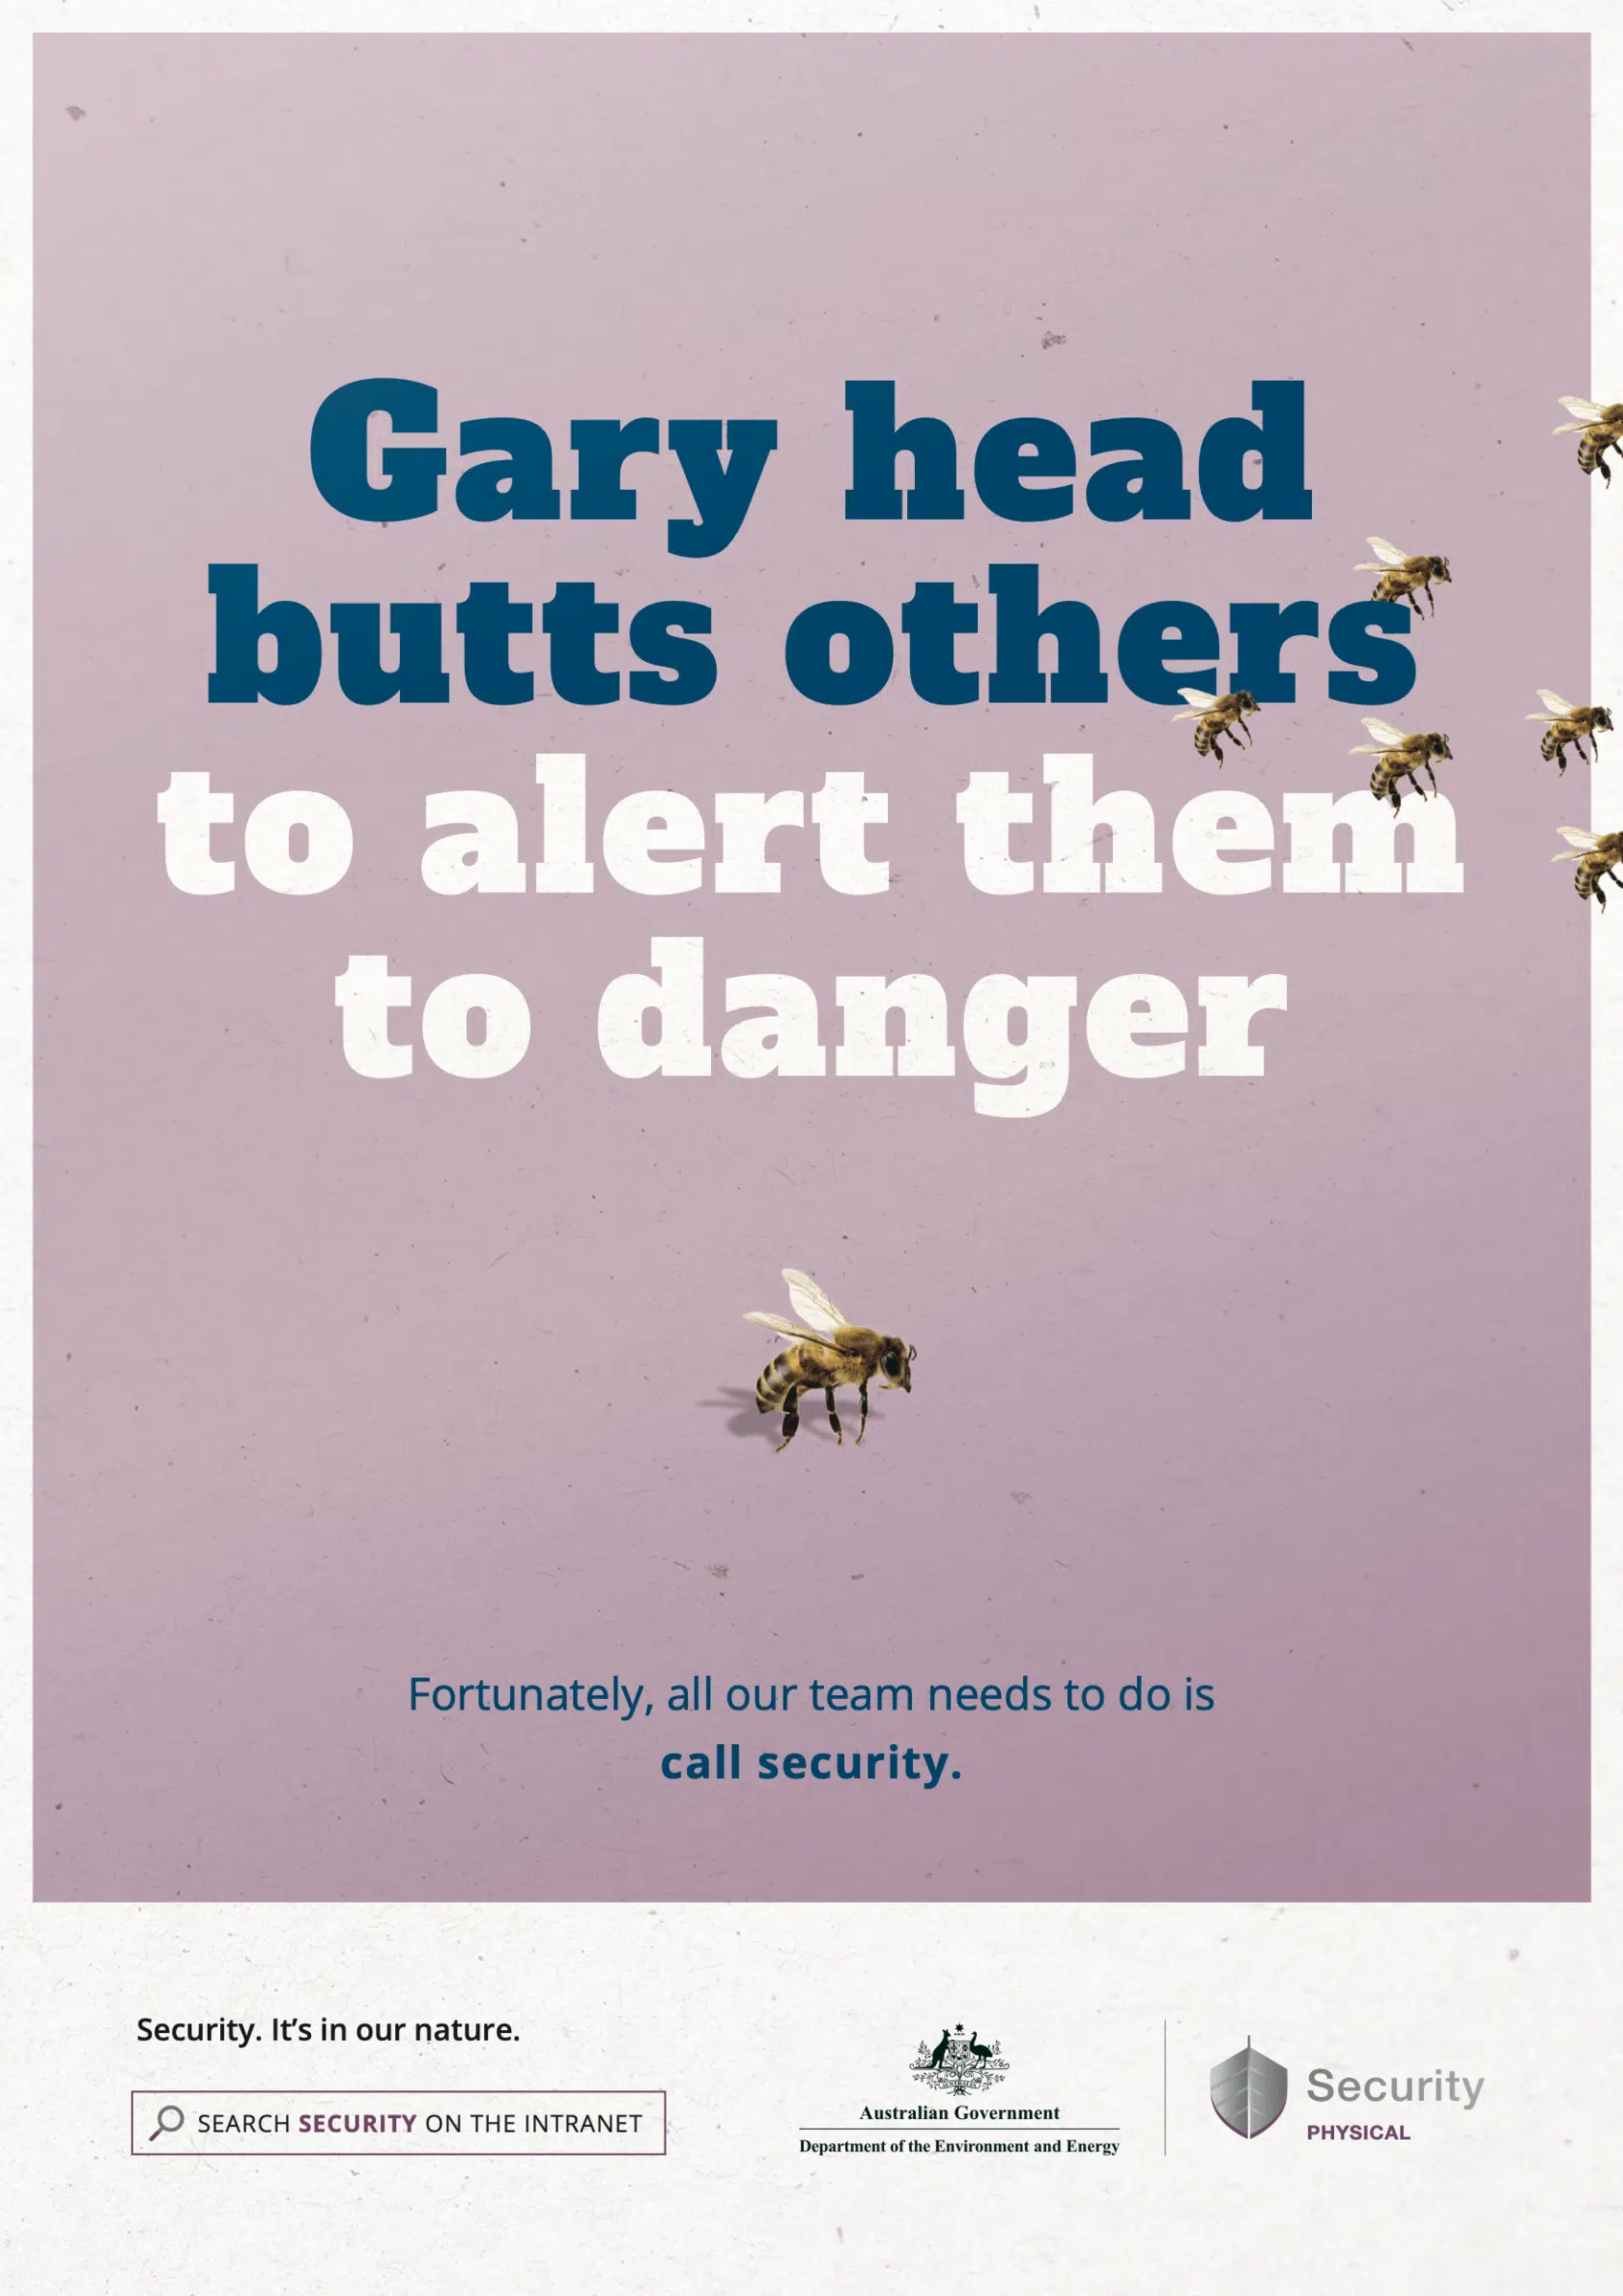 Gary head
butts others
to alert them
to danger
Fortunately, all our team needs to do is
call security.
Security. It’s in our nature.
SEARCH SECURITY ON THE INTRANET
Australian Government
Department of the Environment and Energy
Security
PHYSICAL